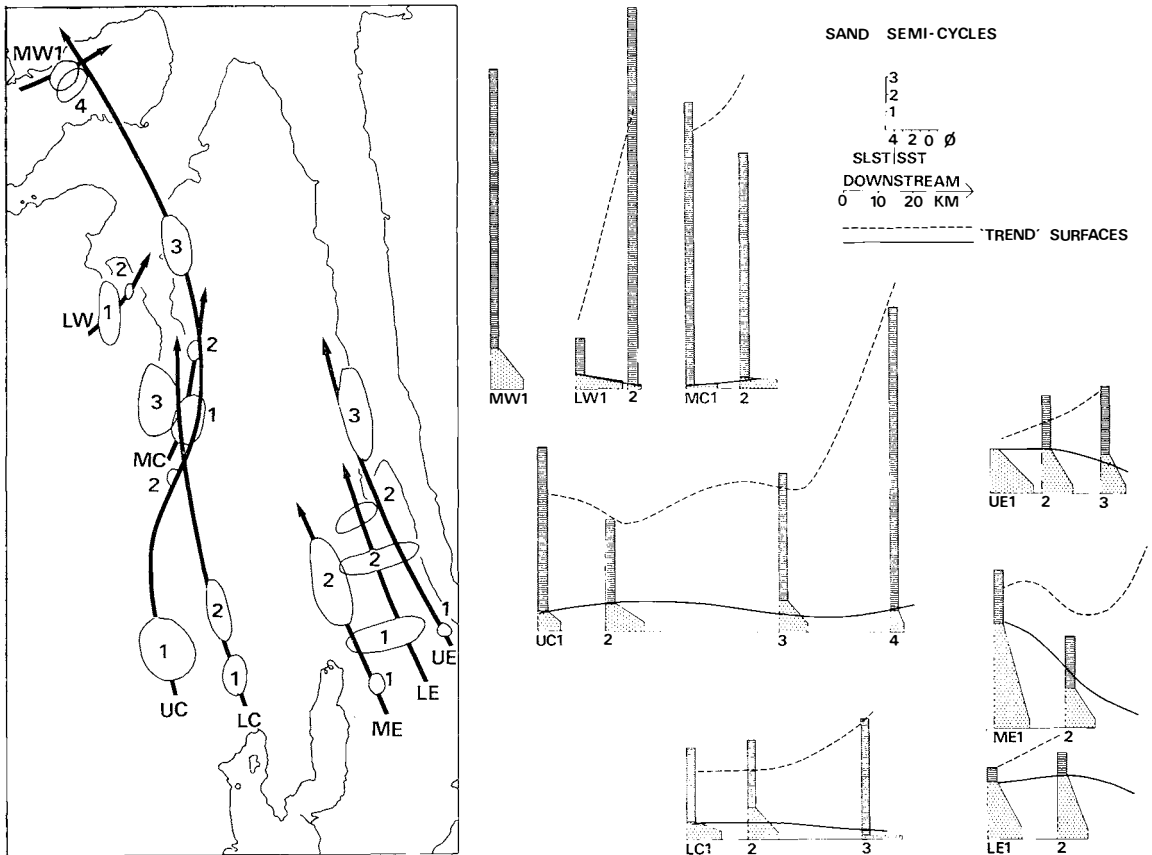 MW1
4
3
2
1
LW
2
3
1
MC
2
3
2
2
2
1
1
1
UE
1
2
1
1
LE
UC
LC
ME
SAND SEMI-CYCLES
3
2
1
4 2 0 Ø
SLST SST
DOWNSTREAM
0 10 20 KM
'TREND' SURFACES
MW1
LW1 2
MC1 2
UE1 2 3
UC1 2 3 4
ME1 2
LC1 2 3
LE1 2